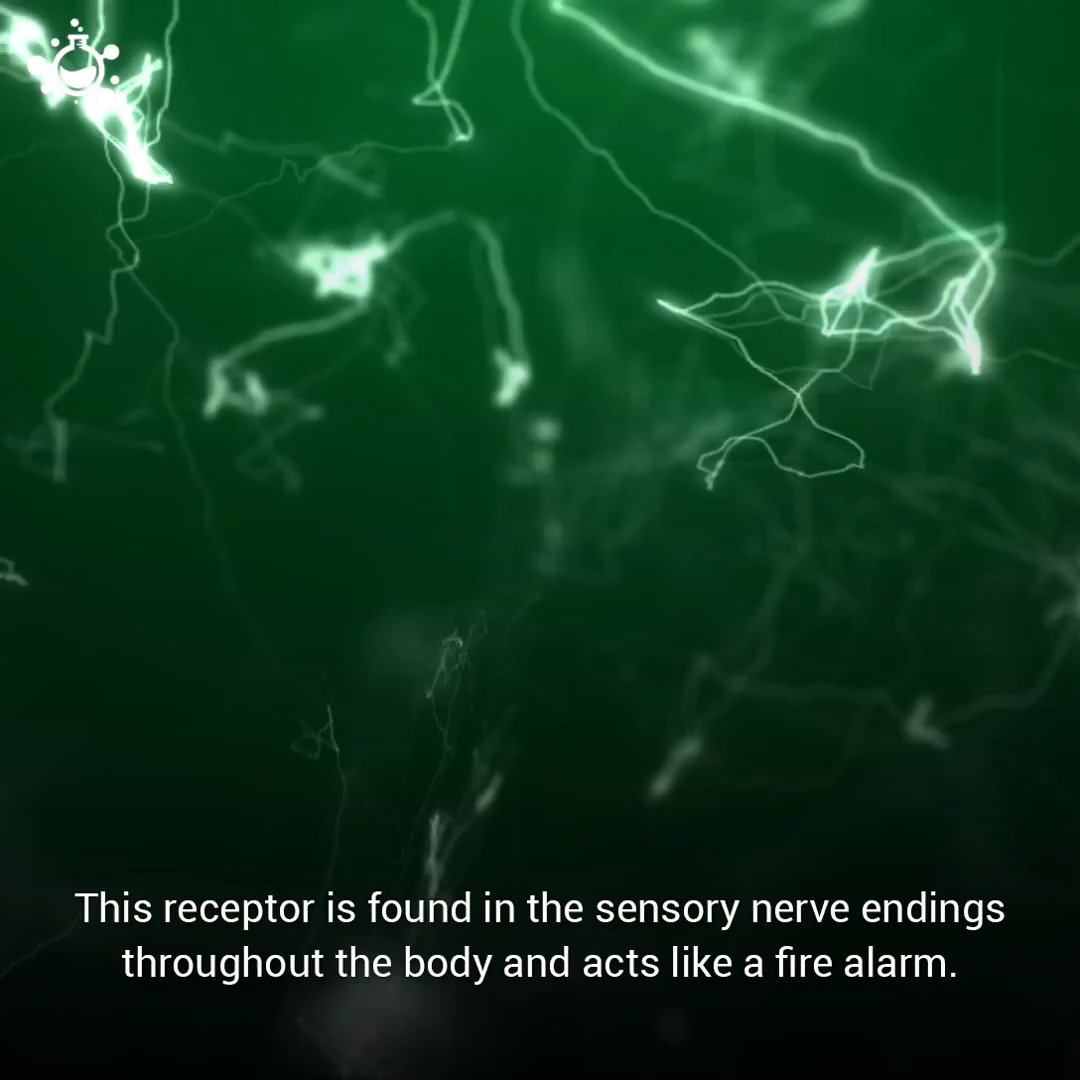 This receptor is found in the sensory nerve endings
throughout the body and acts like a fire alarm.